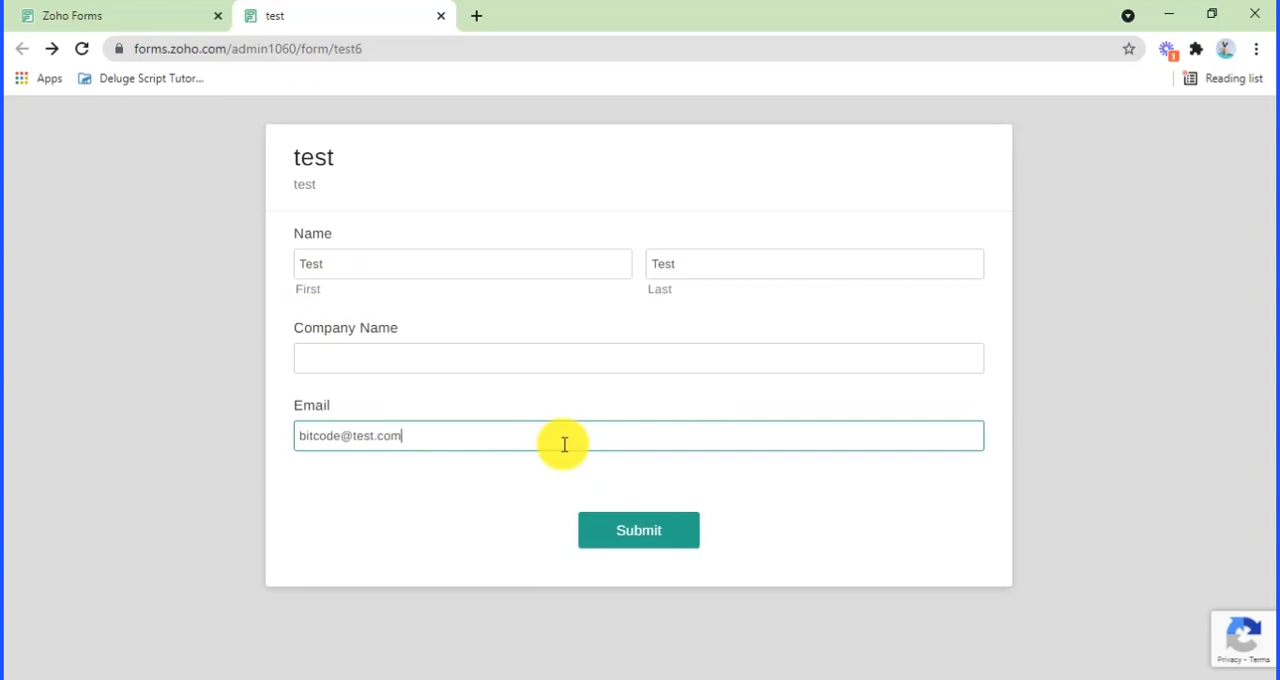 Zoho Forms
test
forms.zoho.com/admin1060/form/test6
1
Apps
Deluge Script Tutor...
Reading list
test
test
Name
Test
Test
First
Last
Company Name
Email
bitcode@test.com
Submit
Privacy - Terms